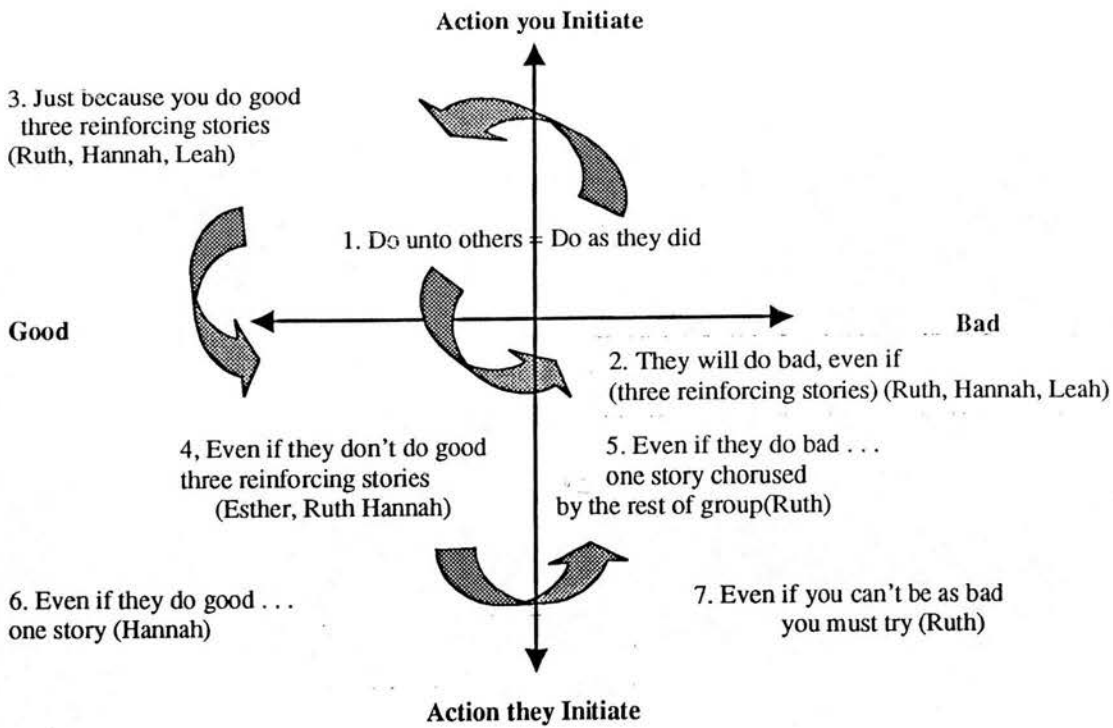 Action you Initiate
3. Just because you do good
three reinforcing stories
(Ruth, Hannah, Leah)
1. Do unto others = Do as they did
Good
Bad
2. They will do bad, even if
(three reinforcing stories) (Ruth, Hannah, Leah)
4, Even if they don't do good
three reinforcing stories
(Esther, Ruth Hannah)
5. Even if they do bad . . .
one story chorused
by the rest of group(Ruth)
6. Even if they do good . . .
one story (Hannah)
7. Even if you can't be as bad
you must try (Ruth)
Action they Initiate